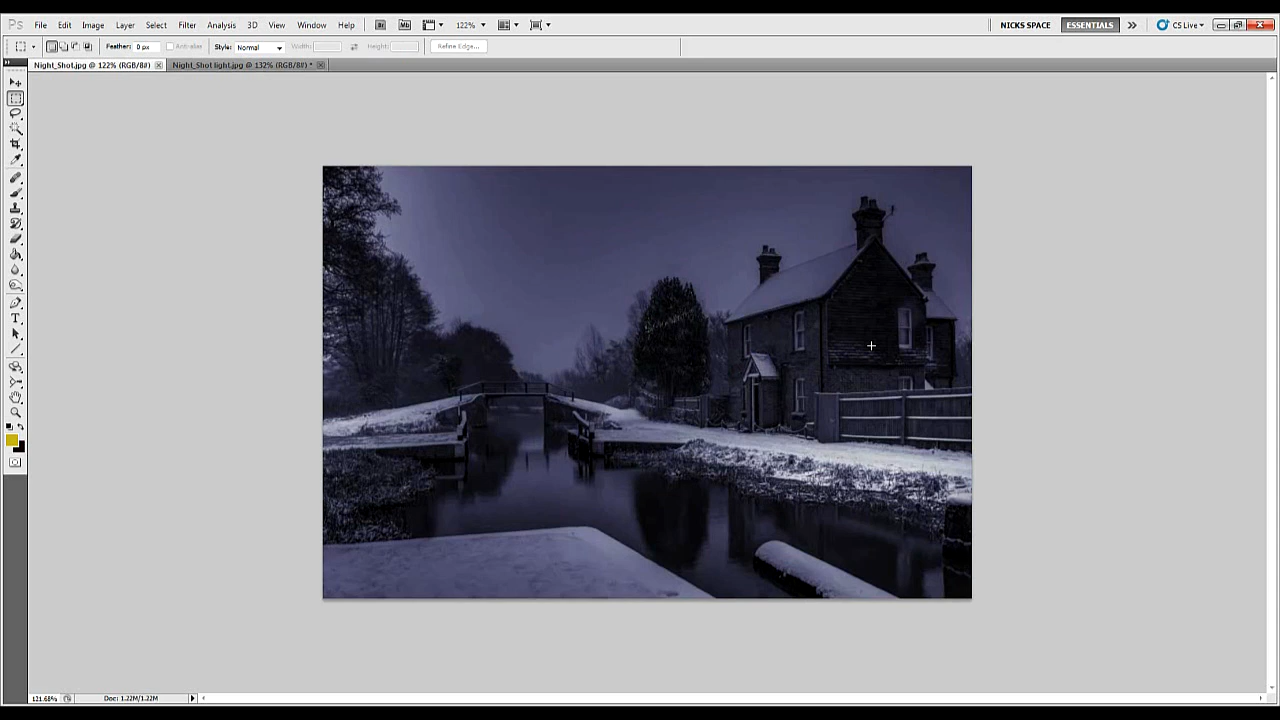 Ps File Edit Image Layer Select Filter Analysis 3D View Window Help Br Mb 122% NICKS SPACE ESSENTIALS CS Live
Feather: 0 px Anti-alias Style: Normal Width: Height: Refine Edge...
Night_Shot.jpg @ 122% (RGB/8#) Night_Shot light.jpg @ 132% (RGB/8#) *
T
121.68% Doc: 1.22M/1.22M